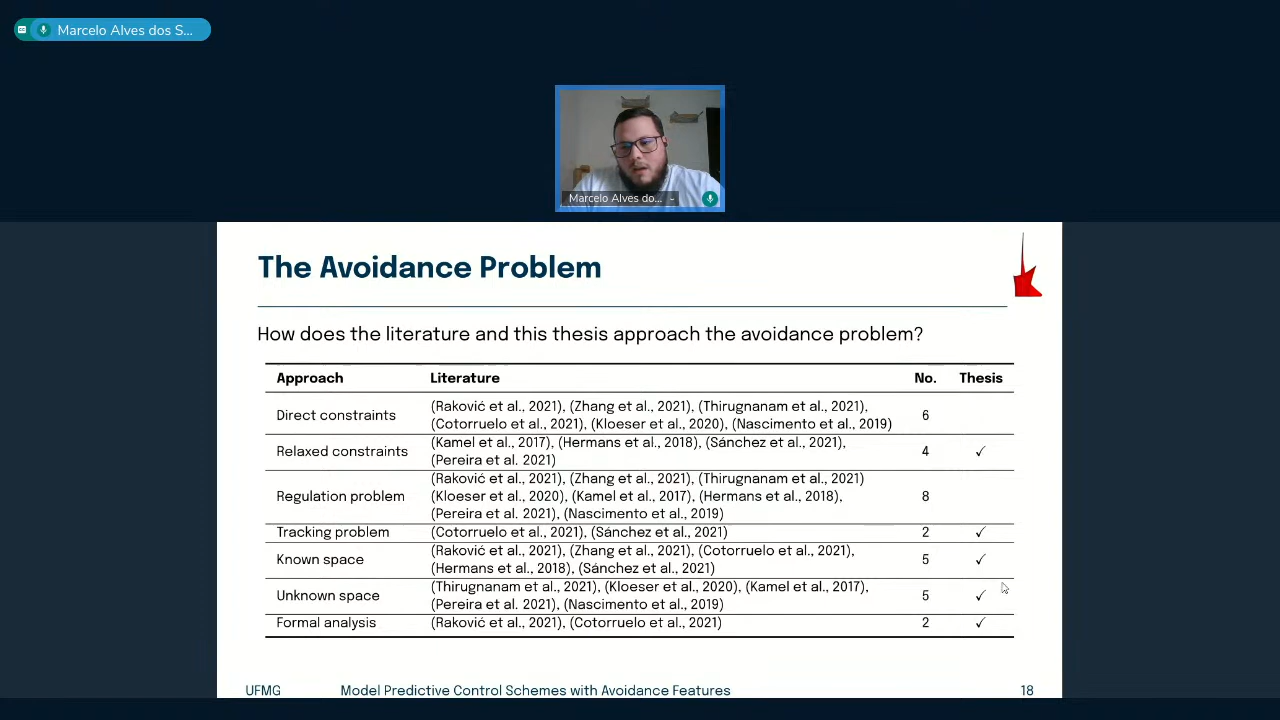 Marcelo Alves dos S...
Marcelo Alves do...
The Avoidance Problem
How does the literature and this thesis approach the avoidance problem?
Approach Literature No. Thesis
Direct constraints (Raković et al., 2021), (Zhang et al., 2021), (Thirugnanam et al., 2021), 6
(Cotorruelo et al., 2021), (Kloeser et al., 2020), (Nascimento et al., 2019)
Relaxed constraints (Kamel et al., 2017), (Hermans et al., 2018), (Sánchez et al., 2021), 4 ✓
(Pereira et al. 2021)
Regulation problem (Raković et al., 2021), (Zhang et al., 2021), (Thirugnanam et al., 2021) 8
(Kloeser et al., 2020), (Kamel et al., 2017), (Hermans et al., 2018),
(Pereira et al., 2021), (Nascimento et al., 2019)
Tracking problem (Cotorruelo et al., 2021), (Sánchez et al., 2021) 2 ✓
Known space (Raković et al., 2021), (Zhang et al., 2021), (Cotorruelo et al., 2021), 5 ✓
(Hermans et al., 2018), (Sánchez et al., 2021)
Unknown space (Thirugnanam et al., 2021), (Kloeser et al., 2020), (Kamel et al., 2017), 5 ✓
(Pereira et al. 2021), (Nascimento et al., 2019)
Formal analysis (Raković et al., 2021), (Cotorruelo et al., 2021) 2 ✓
UFMG Model Predictive Control Schemes with Avoidance Features 18